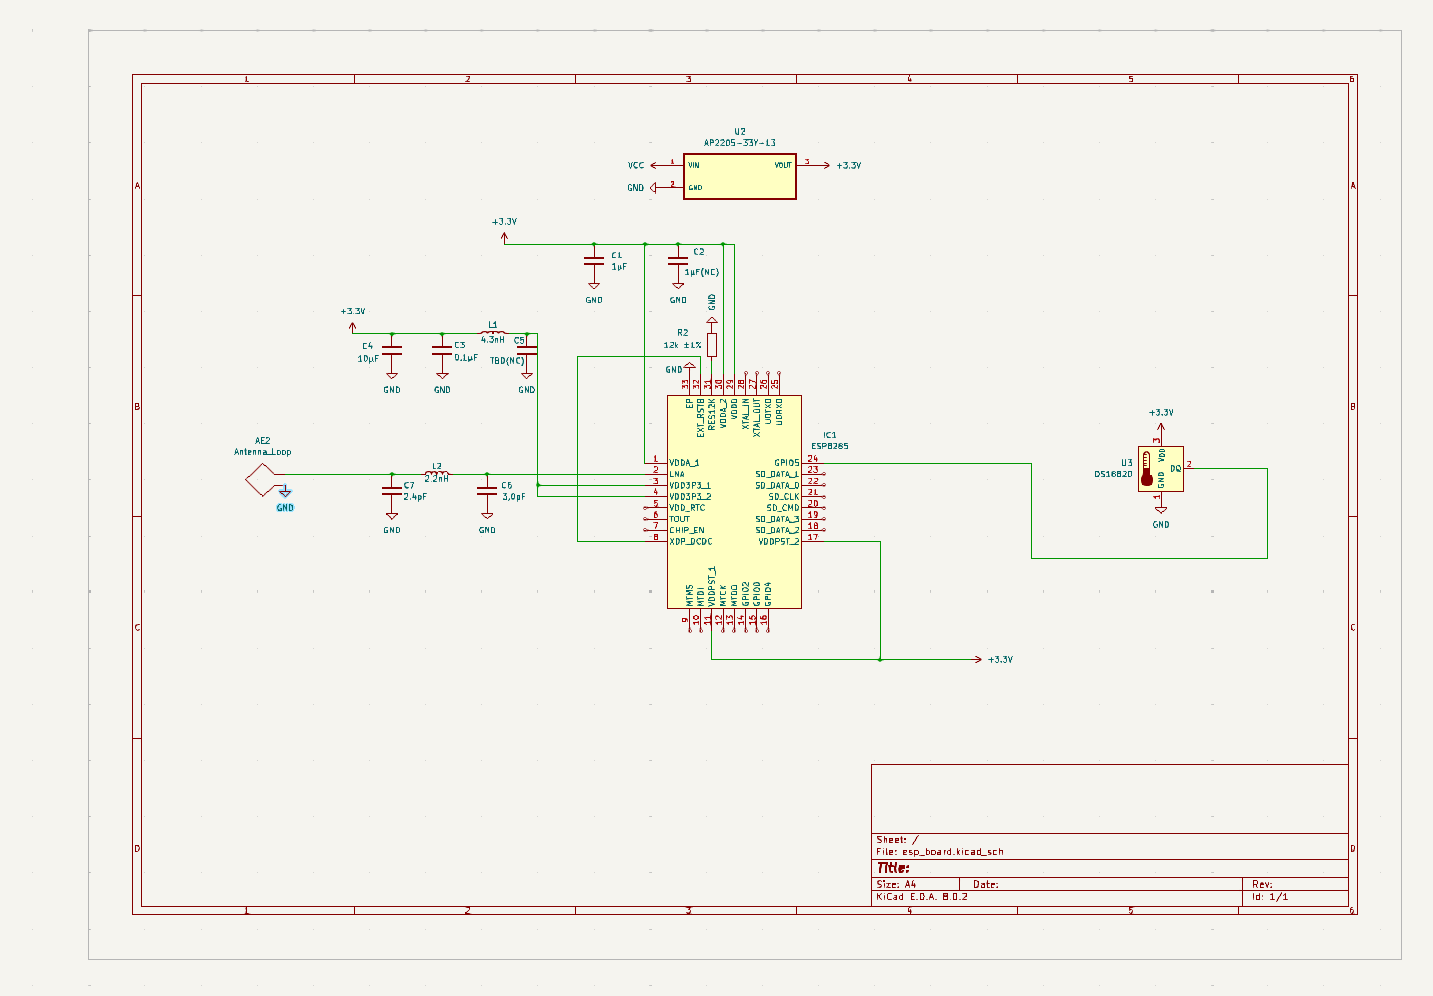 1 2 3 4 5 6
U2
AP2205-33Y-13
VCC 1 VIN VOUT 3 +3.3V
GND 2 GND
A A
+3.3V
C1
1µF
C2
1µF(NC)
GND GND GND
+3.3V
C4
10µF
C3
0.1µF
L1
4.3nH
C5
TBD(NC)
R2
12k ±1%
GND
GND GND GND
33 32 31 30 29 28 27 26 25
EP EXT_RSTB RES12K VDDA_2 VDDD XTAL_IN XTAL_OUT U0TXD U0RXD
B B
IC1
ESP8285
+3.3V
AE2
Antenna_Loop
L2
2.2nH
C7
2.4pF
C6
3,0pF
GND
GND GND
U3
DS1682D
3 VDD
DQ 2
GND 1
GND
1 VDDA_1 GPIO5 24
2 LNA SD_DATA_1 23
3 VDD3P3_1 SD_DATA_0 22
4 VDD3P3_2 SD_CLK 21
5 VDD_RTC SD_CMD 20
6 TOUT SD_DATA_3 19
7 CHIP_EN SD_DATA_2 18
8 XDP_DCDC VDDPST_2 17
MTMS MTDI VDDPST_1 MTCK MTDO GPIO2 GPIO0 GPIO4
9 10 11 12 13 14 15 16
C C
+3.3V
D D
Sheet: /
File: esp_board.kicad_sch
Title:
Size: A4 Date: Rev:
KiCad E.D.A. 8.0.2 Id: 1/1
1 2 3 4 5 6